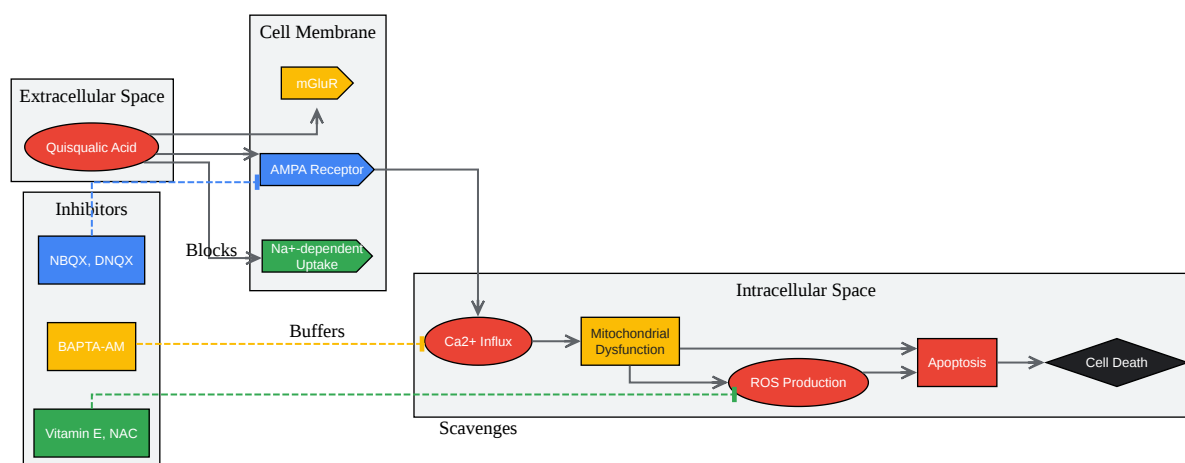 Cell Membrane
mGluR
Extracellular Space
Quisqualic Acid
AMPA Receptor
Inhibitors
Blocks
Na+-dependent
Uptake
NBQX, DNQX
Intracellular Space
Buffers
BAPTA-AM
Ca2+ Influx
Mitochondrial
Dysfunction
Apoptosis
Cell Death
ROS Production
Scavenges
Vitamin E, NAC